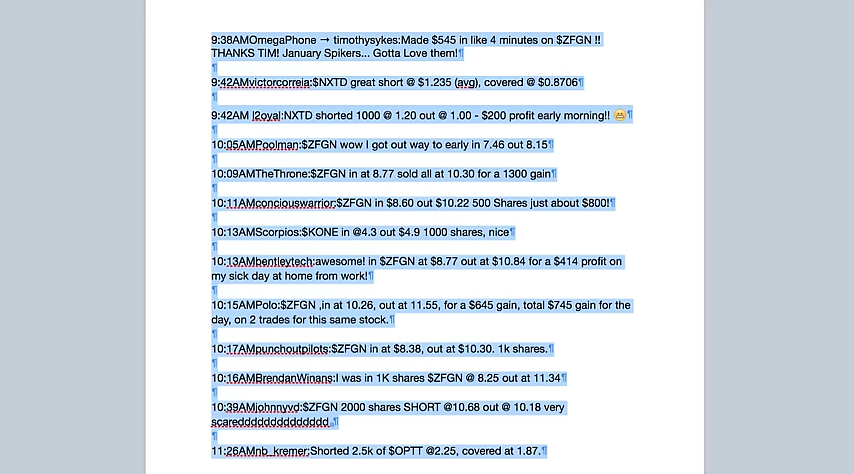 9:38AMOmegaPhone → timothysykes:Made $545 in like 4 minutes on $ZFGN !!
THANKS TIM! January Spikers... Gotta Love them!¶
¶
9:42AMvictorcorreia:$NXTD great short @ $1.235 (avg), covered @ $0.8706¶
¶
9:42AM l2oyal:NXTD shorted 1000 @ 1.20 out @ 1.00 - $200 profit early morning!! 😁¶
¶
10:05AMPoolman:$ZFGN wow I got out way to early in 7.46 out 8.15¶
¶
10:09AMTheThrone:$ZFGN in at 8.77 sold all at 10.30 for a 1300 gain¶
¶
10:11AMconciouswarrior:$ZFGN in $8.60 out $10.22 500 Shares just about $800!¶
¶
10:13AMScorpios:$KONE in @4.3 out $4.9 1000 shares, nice¶
¶
10:13AMbentleytech:awesome! in $ZFGN at $8.77 out at $10.84 for a $414 profit on
my sick day at home from work!¶
¶
10:15AMPolo:$ZFGN ,in at 10.26, out at 11.55, for a $645 gain, total $745 gain for the
day, on 2 trades for this same stock.¶
¶
10:17AMpunchoutpilots:$ZFGN in at $8.38, out at $10.30. 1k shares.¶
¶
10:16AMBrendanWinans:I was in 1K shares $ZFGN @ 8.25 out at 11.34¶
¶
10:39AMjohnnyvd:$ZFGN 2000 shares SHORT @10.68 out @ 10.18 very
scaredddddddddddddd ¶
¶
11:26AMnb_kremer:Shorted 2.5k of $OPTT @2.25, covered at 1.87.¶